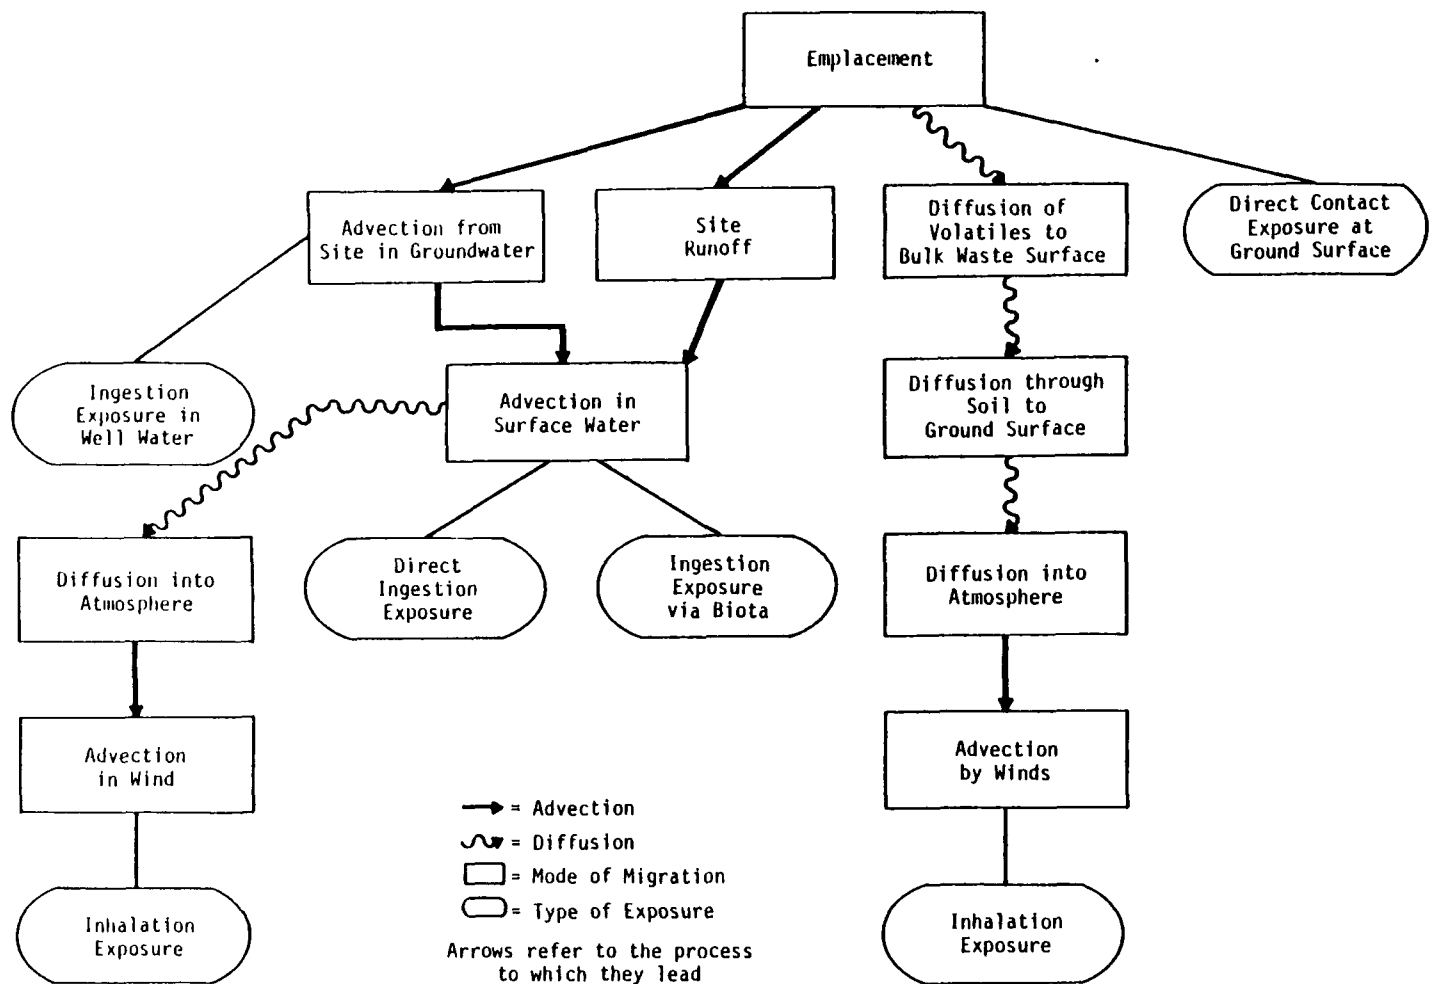 Emplacement
Advection from
Site in Groundwater
Site
Runoff
Diffusion of
Volatiles to
Bulk Waste Surface
Direct Contact
Exposure at
Ground Surface
Ingestion
Exposure in
Well Water
Advection in
Surface Water
Diffusion through
Soil to
Ground Surface
Diffusion into
Atmosphere
Direct
Ingestion
Exposure
Ingestion
Exposure
via Biota
Diffusion into
Atmosphere
Advection
in Wind
Advection
by Winds
= Advection
= Diffusion
= Mode of Migration
= Type of Exposure
Arrows refer to the process
to which they lead
Inhalation
Exposure
Inhalation
Exposure